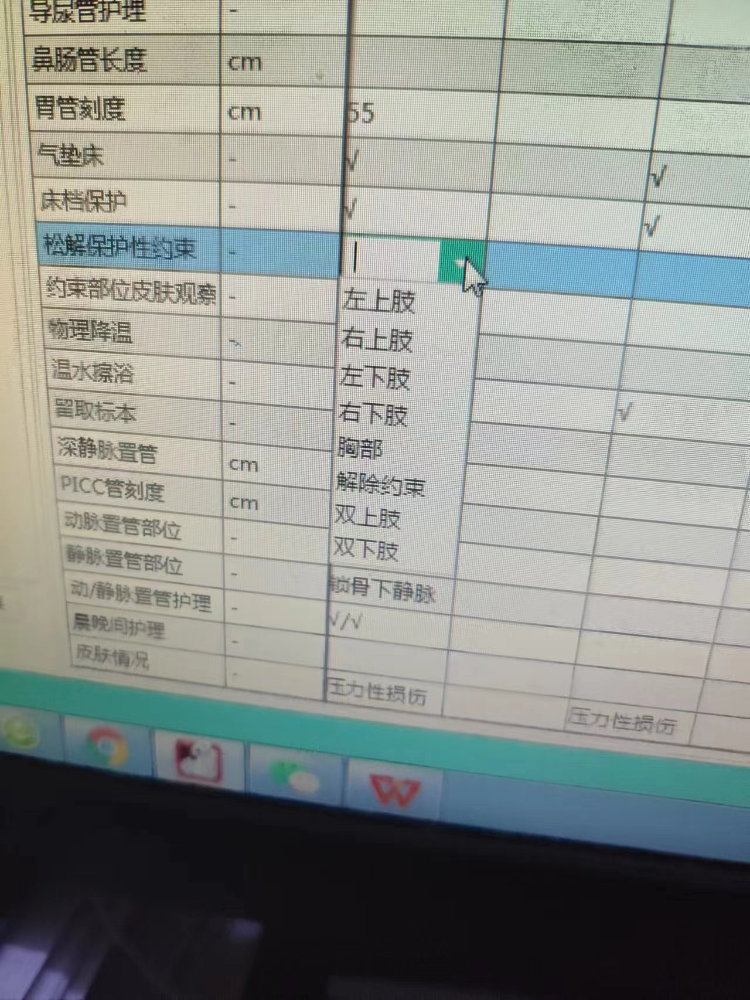 导尿管护理 -
鼻肠管长度 cm
胃管刻度 cm 55
气垫床 - √ √
床档保护 - √ √
松解保护性约束 -
约束部位皮肤观察 -
左上肢
物理降温 -
右上肢
温水擦浴 -
左下肢
留取标本 -
右下肢 √
深静脉置管 cm
胸部
PICC管刻度 cm
解除约束
动脉置管部位 -
双上肢
双下肢
静脉置管部位 - 锁骨下静脉
动/静脉置管护理 - √/√
晨晚间护理 -
皮肤情况 - 压力性损伤 压力性损伤